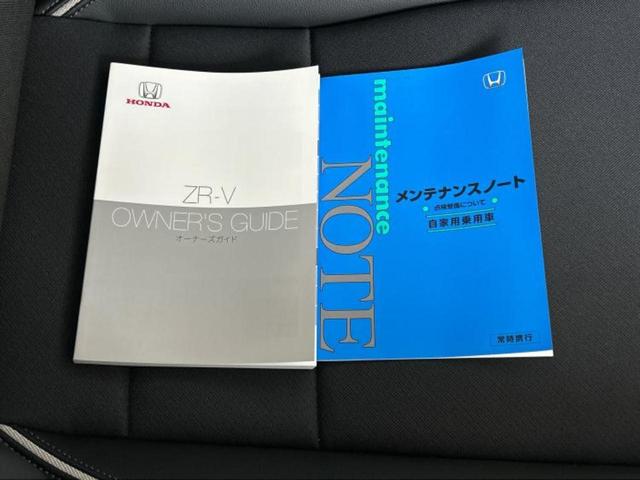 HONDA
ZR-V
OWNER'S GUIDE
オーナーズガイド
maintenance
NOTE
メンテナンスノート
点検整備について
自家用乗用車
常時携行